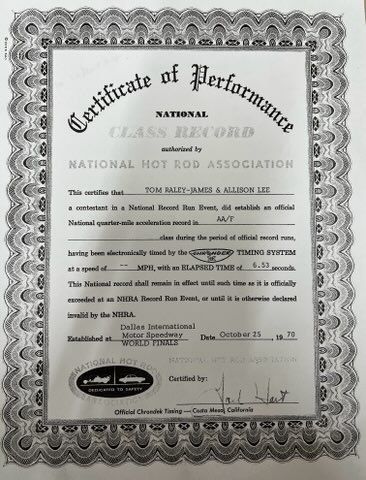 Certificate of Performance
NATIONAL
CLASS RECORD
authorized by
NATIONAL HOT ROD ASSOCIATION
This certifies that TOM RALEY-JAMES & ALLISON LEE
a contestant in a National Record Run Event, did establish an official
National quarter-mile acceleration record in AA/F
class during the period of official record runs,
having been electronically timed by the CHRONDEK TIMING SYSTEM
at a speed of -- MPH, with an ELAPSED TIME of 6.53 seconds.
This National record shall remain in effect until such time as it is officially
exceeded at an NHRA Record Run Event, or until it is otherwise declared
invalid by the NHRA.
Dallas International
Established at Motor Speedway Date October 25, 1970
WORLD FINALS
NATIONAL HOT ROD ASSOCIATION
NATIONAL HOT ROD
DEDICATED TO SAFETY
ASSOCIATION
Certified by:
Official Chrondek Timing — Costa Mesa, California